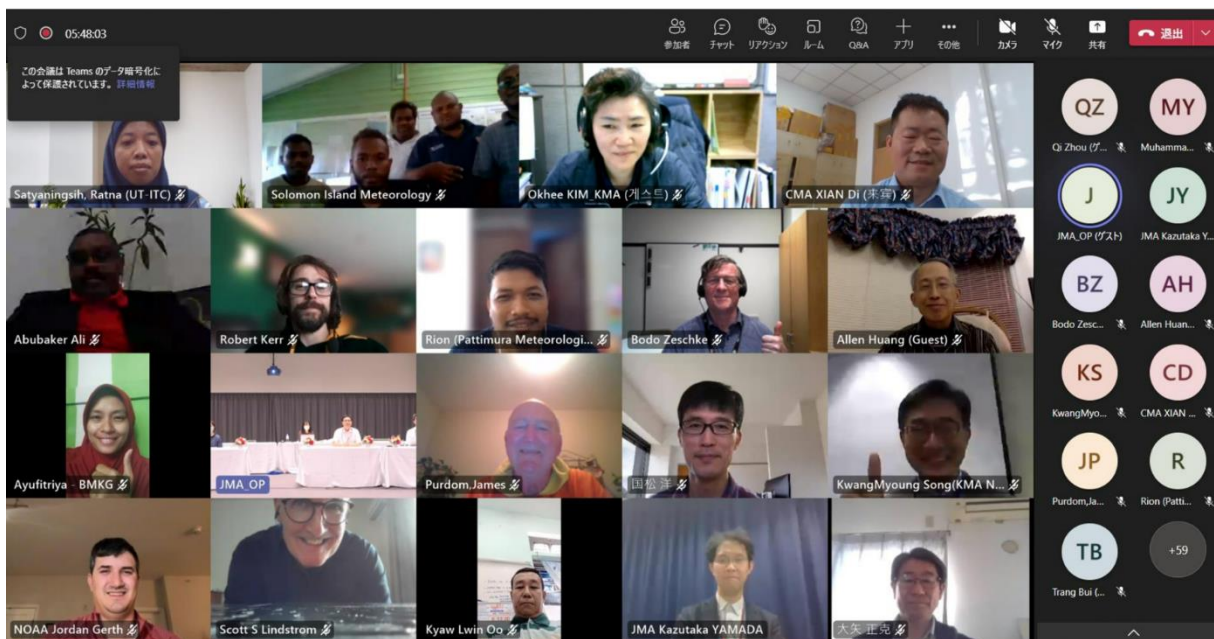 05:48:03
参加者
チャット
リアクション
ルーム
Q&A
アプリ
その他
カメラ
マイク
共有
退出
この会議は Teams のデータ暗号化に
よって保護されています。 詳細情報
Satyaningsih, Ratna (UT-ITC)
Solomon Island Meteorology
Okhee KIM_KMA (게스트)
CMA XIAN Di (来宾)
Abubaker Ali
Robert Kerr
Rion (Pattimura Meteorologi...
Bodo Zeschke
Allen Huang (Guest)
Ayufitriya - BMKG
JMA_OP
Purdom,James
国松 洋
KwangMyoung Song(KMA N...
NOAA Jordan Gerth
Scott S Lindstrom
Kyaw Lwin Oo
JMA Kazutaka YAMADA
大矢 正克
QZ
Qi Zhou (ゲ...
MY
Muhamma...
J
JMA_OP (ゲスト)
JY
JMA Kazutaka Y...
BZ
Bodo Zesc...
AH
Allen Huan...
KS
KwangMyo...
CD
CMA XIAN ...
JP
Purdom,Ja...
R
Rion (Patti...
TB
Trang Bui (...
+59